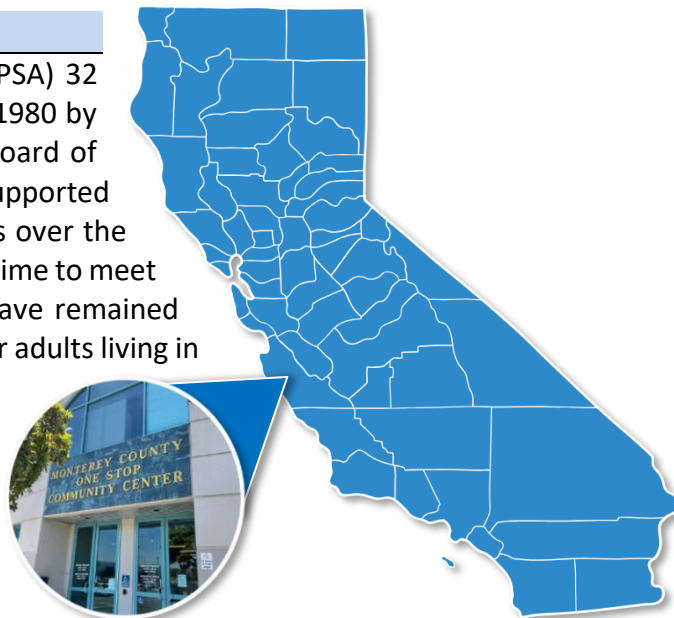 PSA) 32
1980 by
oard of
upported
s over the
ime to meet
ave remained
r adults living in
MONTEREY COUNTY
ONE STOP
COMMUNITY CENTER